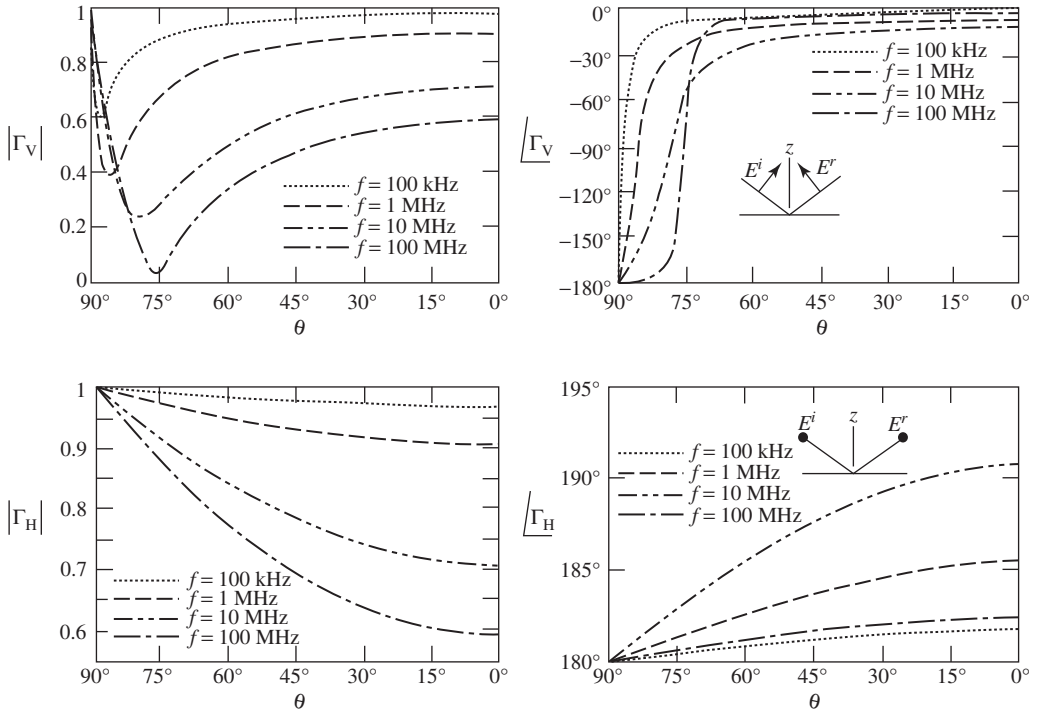 1
0.8
0.6
0.4
0.2
0
|Γ_V|
90° 75° 60° 45° 30° 15° 0°
θ
f = 100 kHz
f = 1 MHz
f = 10 MHz
f = 100 MHz
0°
−30°
−60°
−90°
−120°
−150°
−180°
∠Γ_V
90° 75° 60° 45° 30° 15° 0°
θ
f = 100 kHz
f = 1 MHz
f = 10 MHz
f = 100 MHz
E^i z E^r
1
0.9
0.8
0.7
0.6
|Γ_H|
90° 75° 60° 45° 30° 15° 0°
θ
f = 100 kHz
f = 1 MHz
f = 10 MHz
f = 100 MHz
195°
190°
185°
180°
∠Γ_H
90° 75° 60° 45° 30° 15° 0°
θ
f = 100 kHz
f = 1 MHz
f = 10 MHz
f = 100 MHz
E^i z E^r